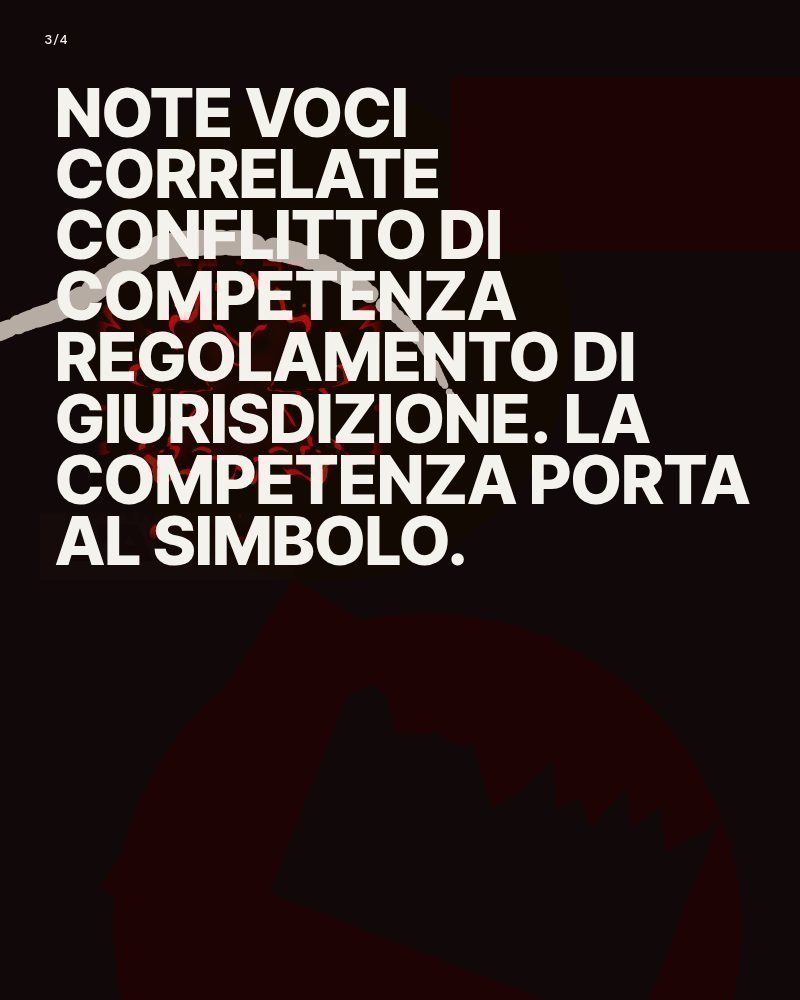 3/4
NOTE VOCI
CORRELATE
CONFLITTO DI
COMPETENZA
REGOLAMENTO DI
GIURISDIZIONE. LA
COMPETENZA PORTA
AL SIMBOLO.